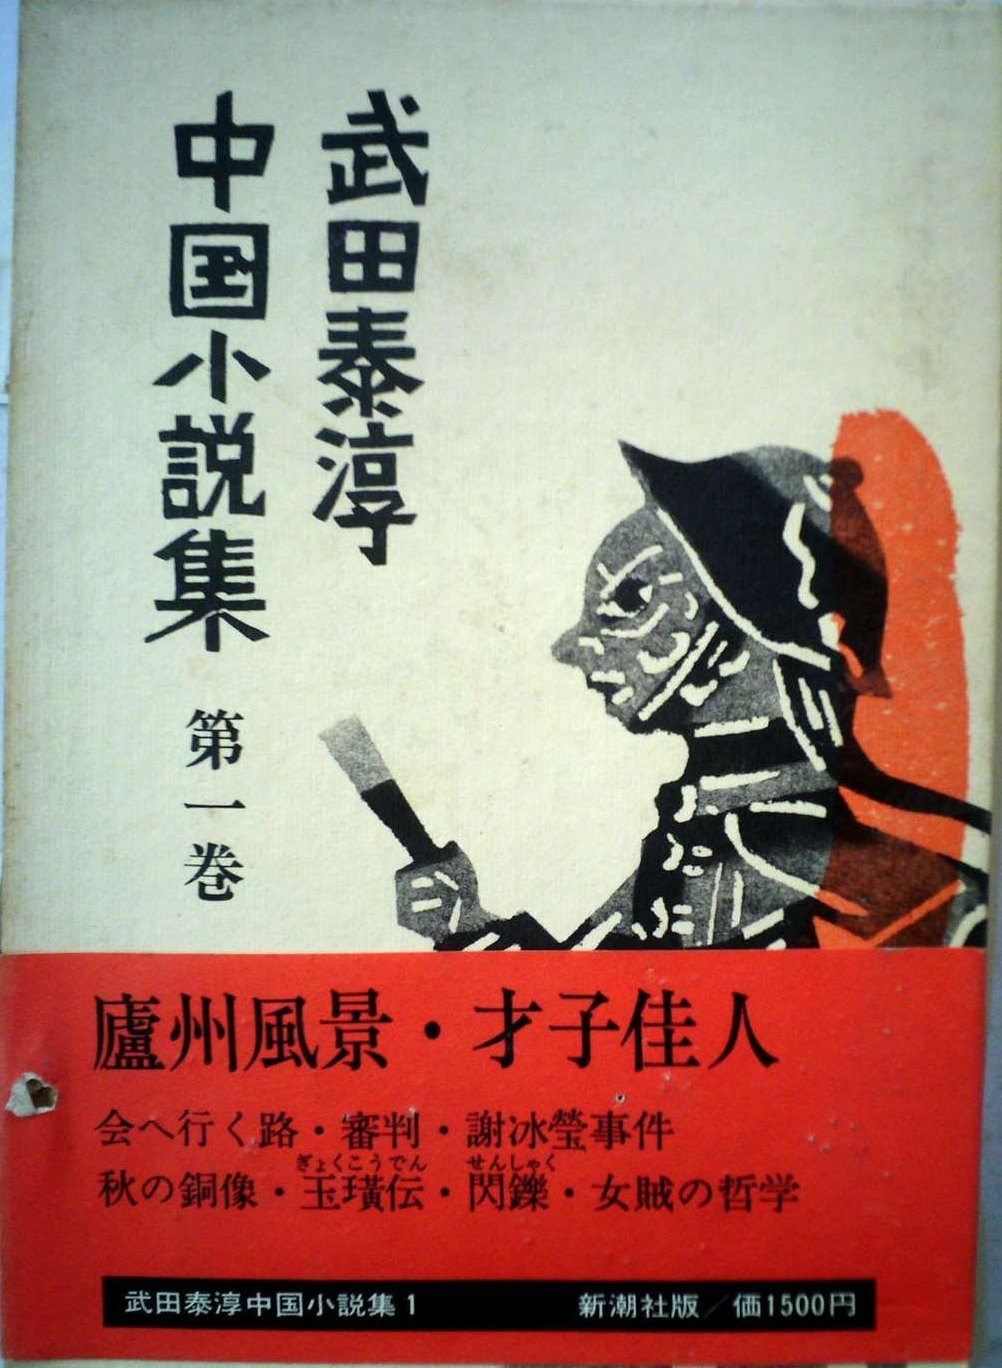 武田泰淳
中国小説集
第一巻
廬州風景・才子佳人
会へ行く路・審判・謝冰瑩事件
ぎょくこうでん せんしゃく
秋の銅像・玉璜伝・閃鑠・女賊の哲学
武田泰淳中国小説集1 新潮社版／価1500円